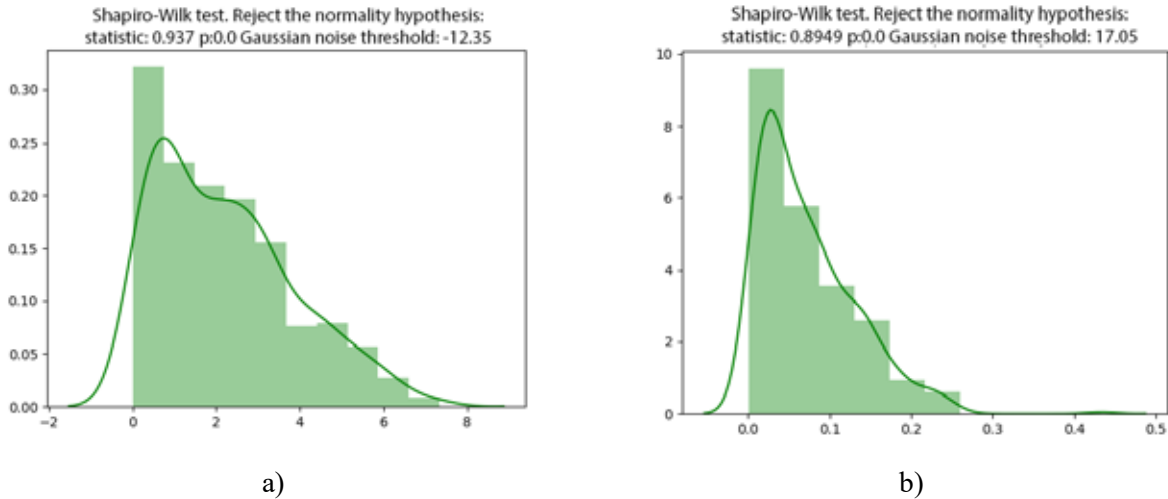 Shapiro-Wilk test. Reject the normality hypothesis:
statistic: 0.937 p:0.0 Gaussian noise threshold: -12.35
0.30
0.25
0.20
0.15
0.10
0.05
0.00
−2 0 2 4 6 8
a)
Shapiro-Wilk test. Reject the normality hypothesis:
statistic: 0.8949 p:0.0 Gaussian noise threshold: 17.05
10
8
6
4
2
0
0.0 0.1 0.2 0.3 0.4 0.5
b)